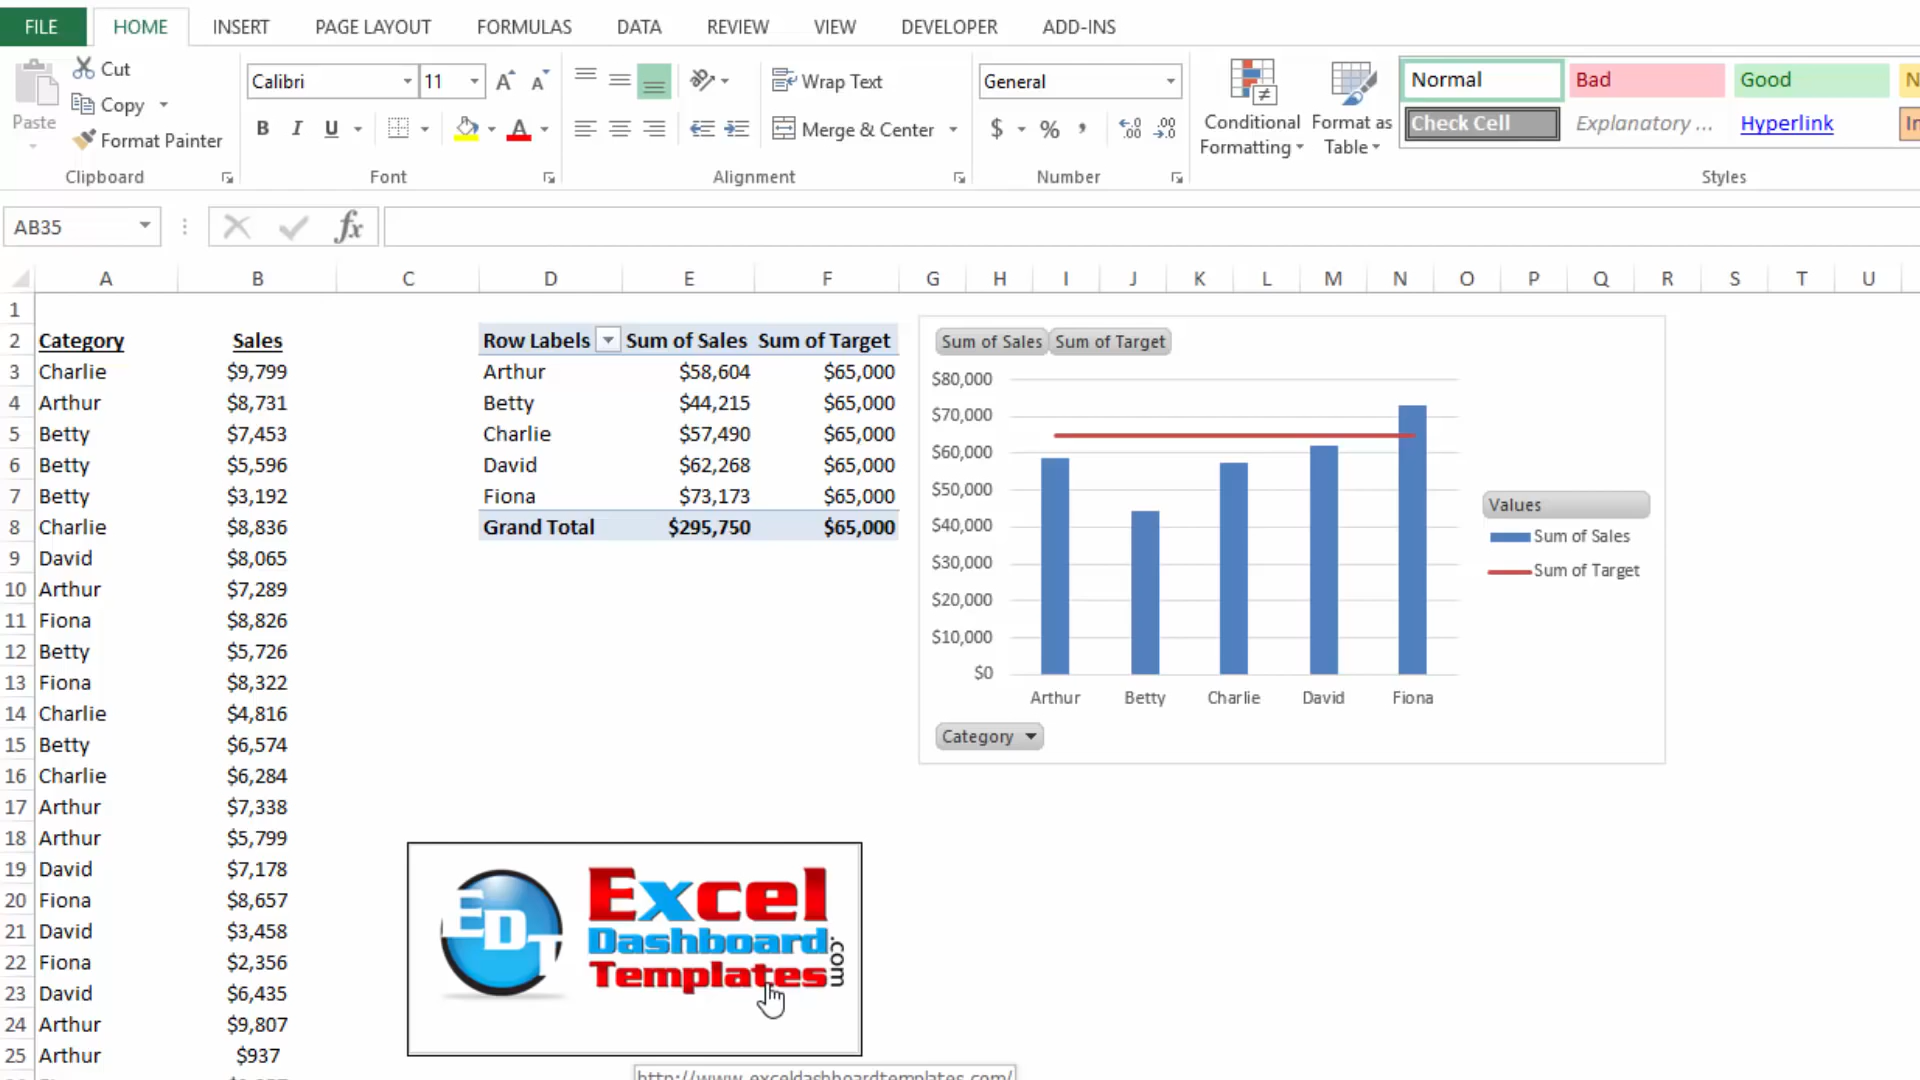 FILE HOME INSERT PAGE LAYOUT FORMULAS DATA REVIEW VIEW DEVELOPER ADD-INS
Paste
Cut
Copy
Format Painter
Clipboard
Calibri 11
B I U
Font
Wrap Text
Merge & Center
Alignment
General
$ % ,
Number
Conditional Formatting
Format as Table
Normal Bad Good N
Check Cell Explanatory ... Hyperlink In
Styles
AB35 fx
A B C D E F G H I J K L M N O P Q R S T U
1
2 Category Sales Row Labels Sum of Sales Sum of Target
3 Charlie $9,799 Arthur $58,604 $65,000
4 Arthur $8,731 Betty $44,215 $65,000
5 Betty $7,453 Charlie $57,490 $65,000
6 Betty $5,596 David $62,268 $65,000
7 Betty $3,192 Fiona $73,173 $65,000
8 Charlie $8,836 Grand Total $295,750 $65,000
9 David $8,065
10 Arthur $7,289
11 Fiona $8,826
12 Betty $5,726
13 Fiona $8,322
14 Charlie $4,816
15 Betty $6,574
16 Charlie $6,284
17 Arthur $7,338
18 Arthur $5,799
19 David $7,178
20 Fiona $8,657
21 David $3,458
22 Fiona $2,356
23 David $6,435
24 Arthur $9,807
25 Arthur $937
Sum of Sales Sum of Target
$80,000
$70,000
$60,000
$50,000
$40,000
$30,000
$20,000
$10,000
$0
Arthur Betty Charlie David Fiona
Values
Sum of Sales
Sum of Target
Category
EDT
Excel
Dashboard
Templates
.com
http://www.exceldashboardtemplates.com/